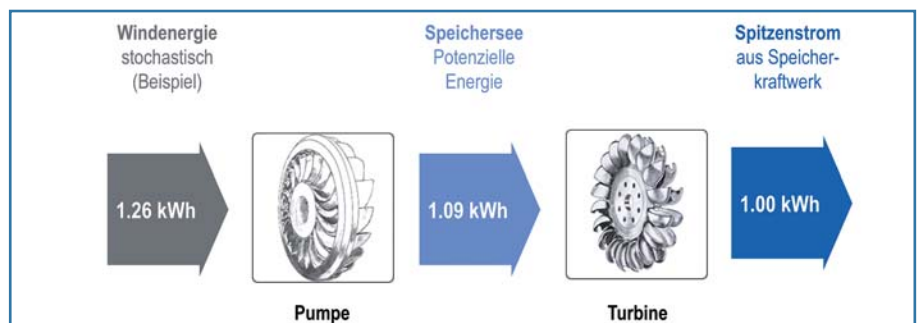 Windenergie
stochastisch
(Beispiel)
Speichersee
Potenzielle
Energie
Spitzenstrom
aus Speicher-
kraftwerk
1.26 kWh
1.09 kWh
1.00 kWh
Pumpe
Turbine